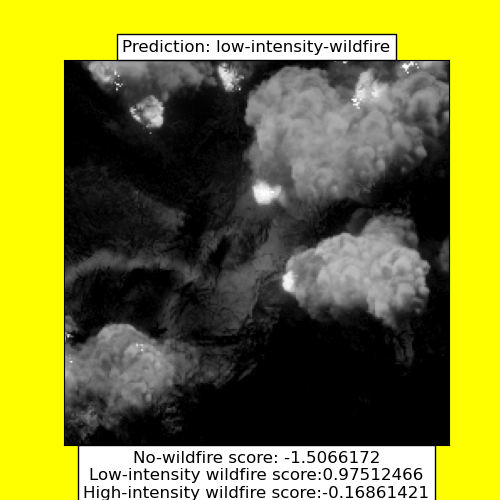 Prediction: low-intensity-wildfire
No-wildfire score: -1.5066172
Low-intensity wildfire score:0.97512466
High-intensity wildfire score:-0.16861421